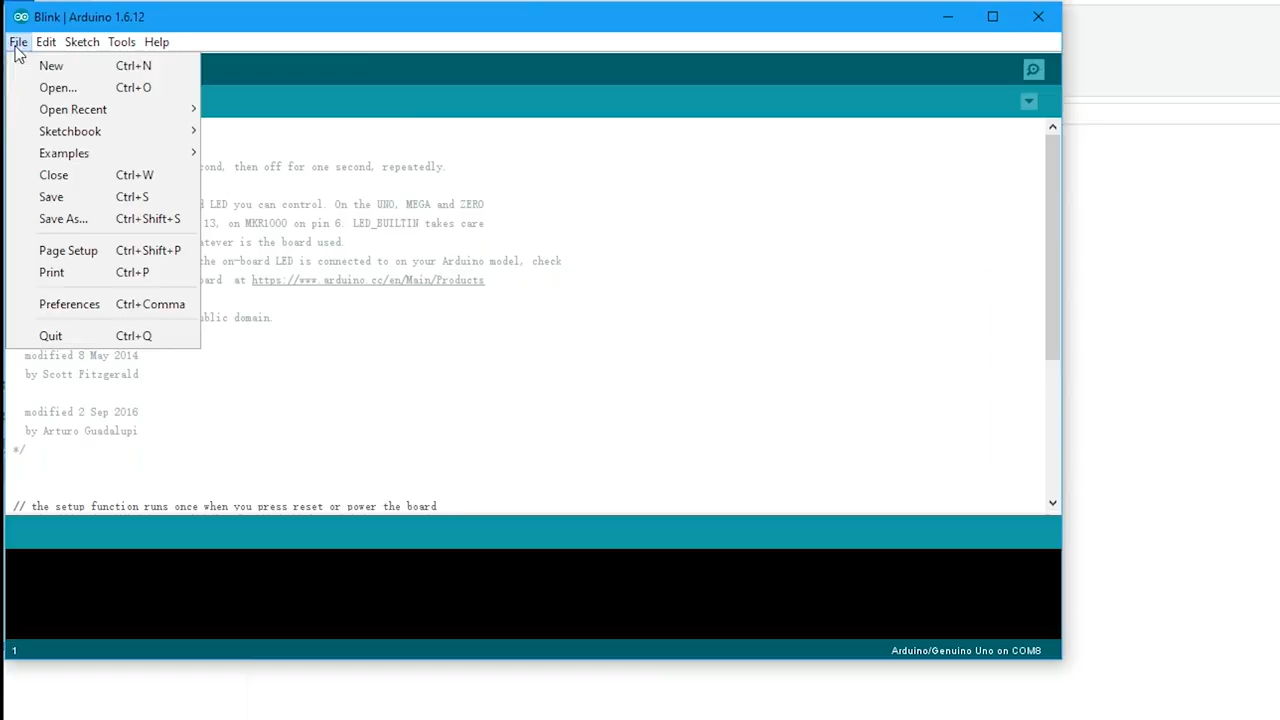 Blink | Arduino 1.6.12
File Edit Sketch Tools Help
New Ctrl+N
Open... Ctrl+O
Open Recent
Sketchbook
Examples
Close Ctrl+W
Save Ctrl+S
Save As... Ctrl+Shift+S
Page Setup Ctrl+Shift+P
Print Ctrl+P
Preferences Ctrl+Comma
Quit Ctrl+Q
then off for one second, repeatedly.
LED you can control. On the UNO, MEGA and ZERO
13, on MKR1000 on pin 6. LED_BUILTIN takes care
is the board used.
the on-board LED is connected to on your Arduino model, check
at https://www.arduino.cc/en/Main/Products
domain.
modified 8 May 2014
by Scott Fitzgerald
modified 2 Sep 2016
by Arturo Guadalupi
*/
// the setup function runs once when you press reset or power the board
1
Arduino/Genuino Uno on COM8